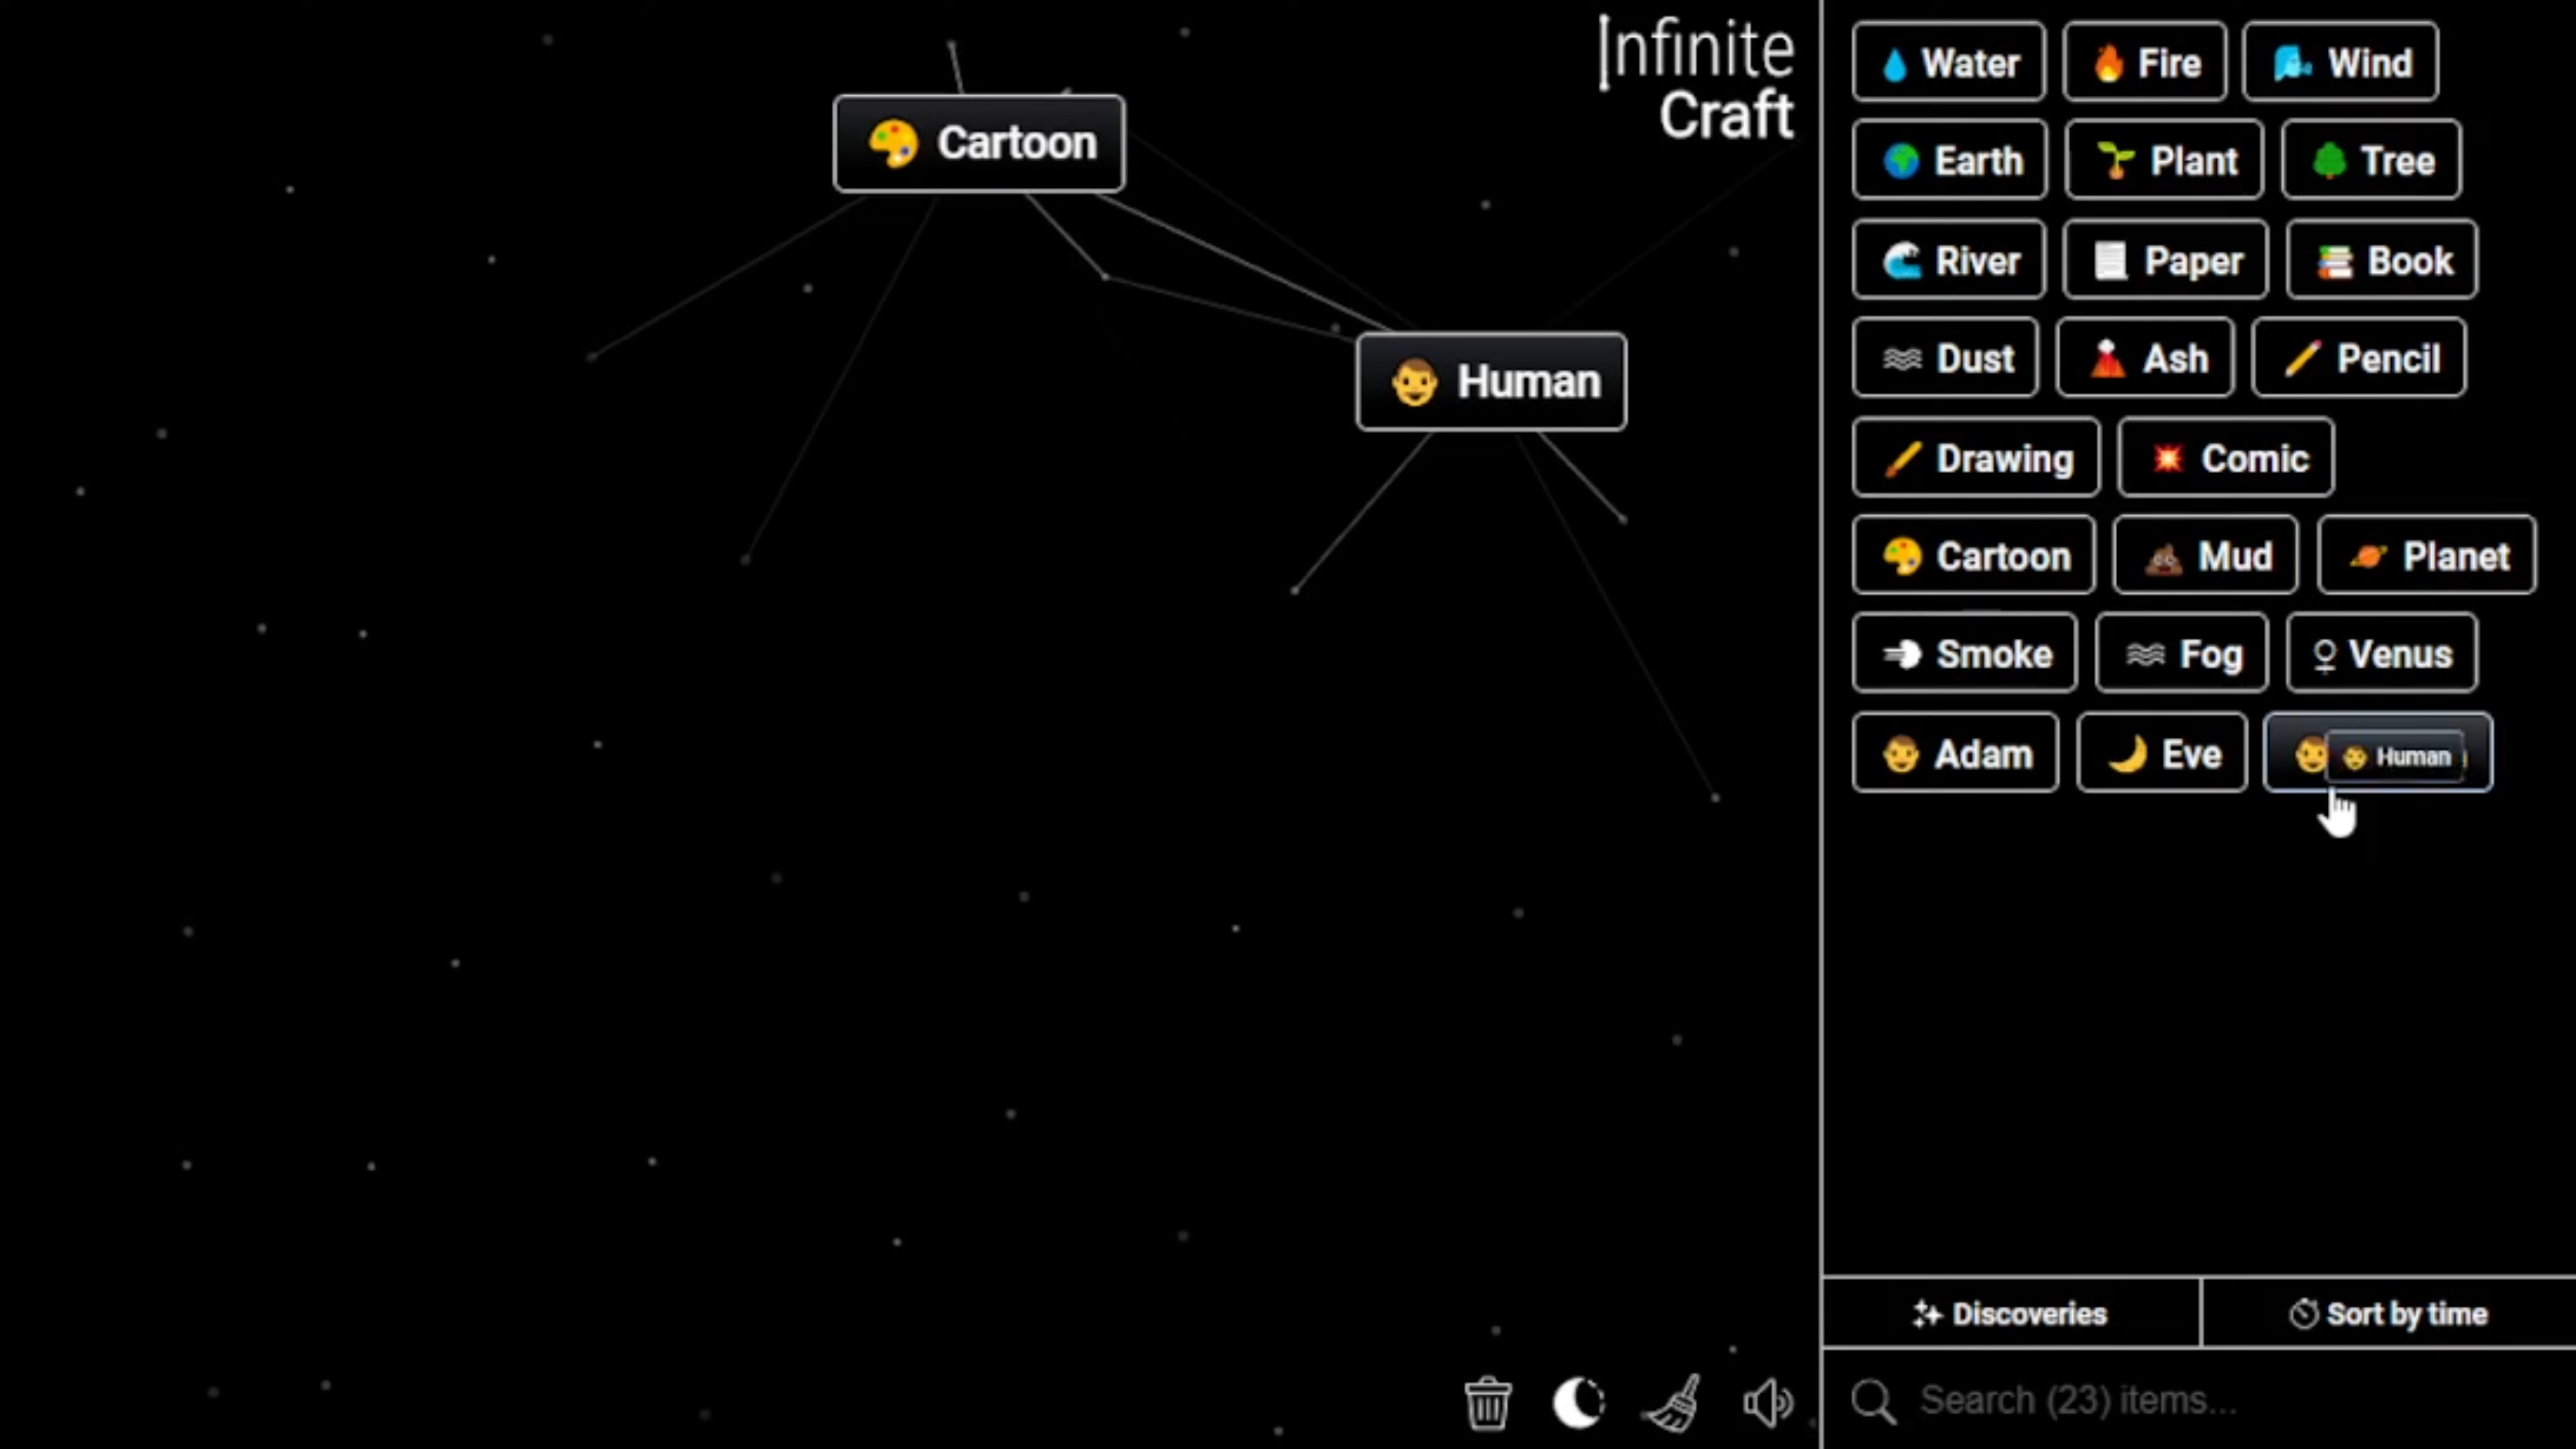 Infinite
Craft
Cartoon
Human
Water Fire Wind
Earth Plant Tree
River Paper Book
Dust Ash Pencil
Drawing Comic
Cartoon Mud Planet
Smoke Fog Venus
Adam Eve Human
Discoveries Sort by time
Search (23) items...